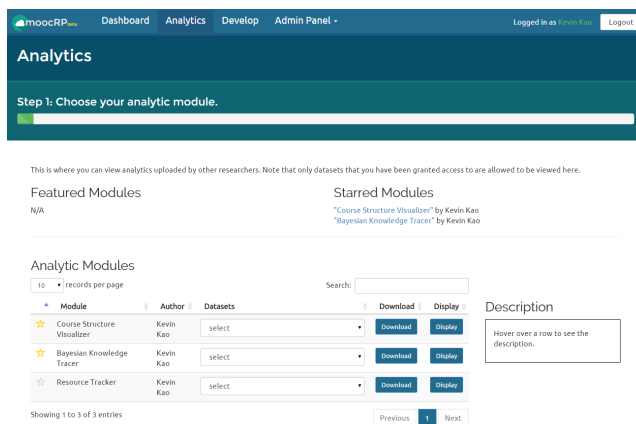 moocRPbeta Dashboard Analytics Develop Admin Panel Logged in as Kevin Kao Logout
Analytics
Step 1: Choose your analytic module.
This is where you can view analytics uploaded by other researchers. Note that only datasets that you have been granted access to are allowed to be viewed here.
Featured Modules
N/A
Starred Modules
"Course Structure Visualizer" by Kevin Kao
"Bayesian Knowledge Tracer" by Kevin Kao
Analytic Modules
10 records per page Search:
Module Author Datasets Download Display
Course Structure
Visualizer
Kevin
Kao
select Download Display
Bayesian Knowledge
Tracer
Kevin
Kao
select Download Display
Resource Tracker
Kevin
Kao
select Download Display
Description
Hover over a row to see the
description.
Showing 1 to 3 of 3 entries Previous 1 Next